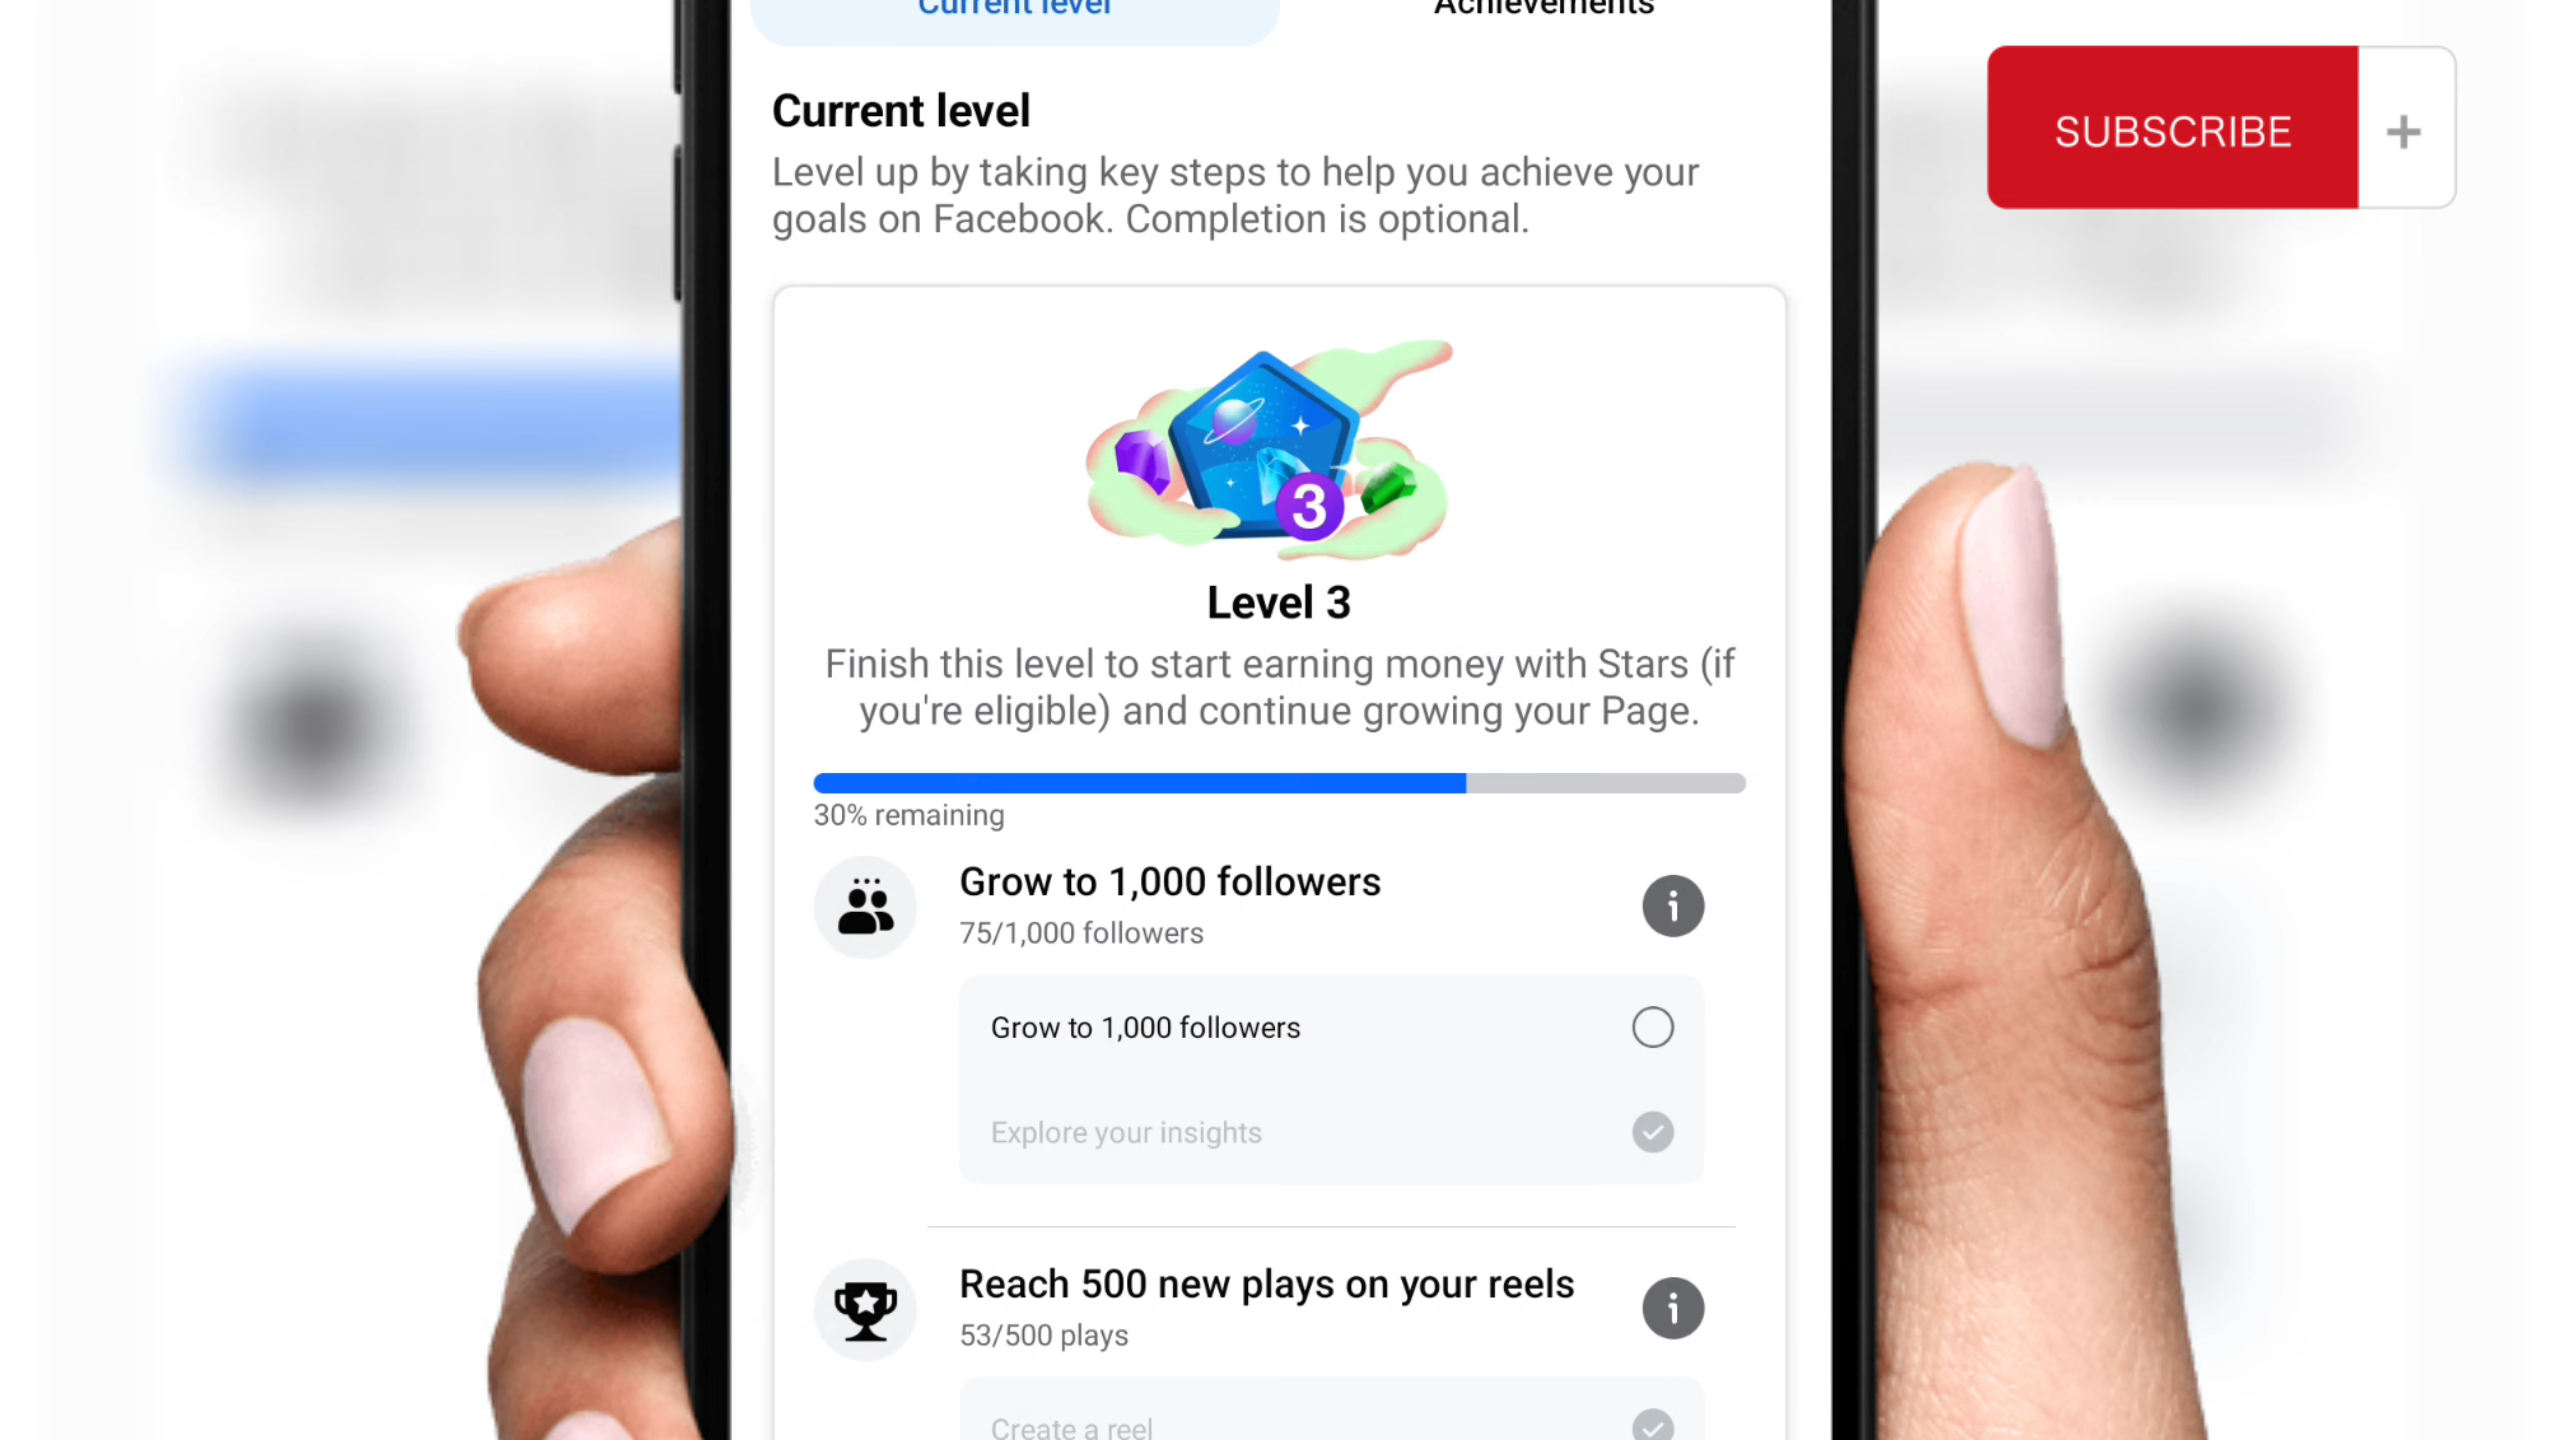 Current level
Achievements
SUBSCRIBE +
Current level
Level up by taking key steps to help you achieve your
goals on Facebook. Completion is optional.
3
Level 3
Finish this level to start earning money with Stars (if
you're eligible) and continue growing your Page.
30% remaining
Grow to 1,000 followers
75/1,000 followers
Grow to 1,000 followers
Explore your insights
Reach 500 new plays on your reels
53/500 plays
Create a reel